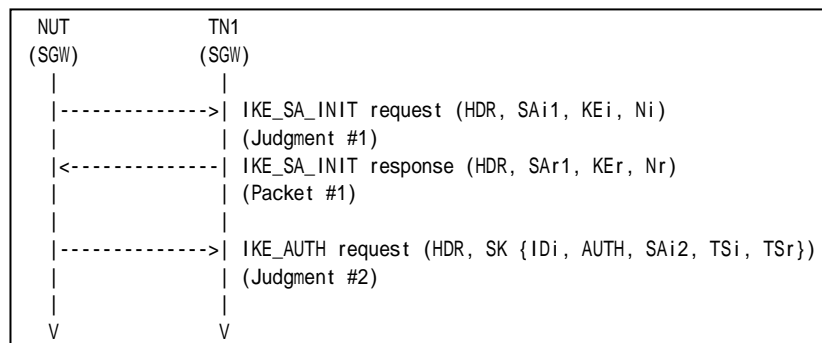 NUT TN1
(SGW) (SGW)
| |
|-------------->| IKE_SA_INIT request (HDR, SAi1, KEi, Ni)
| | (Judgment #1)
|<--------------| IKE_SA_INIT response (HDR, SAr1, KEr, Nr)
| | (Packet #1)
| |
|-------------->| IKE_AUTH request (HDR, SK {IDi, AUTH, SAi2, TSi, TSr})
| | (Judgment #2)
| |
V V